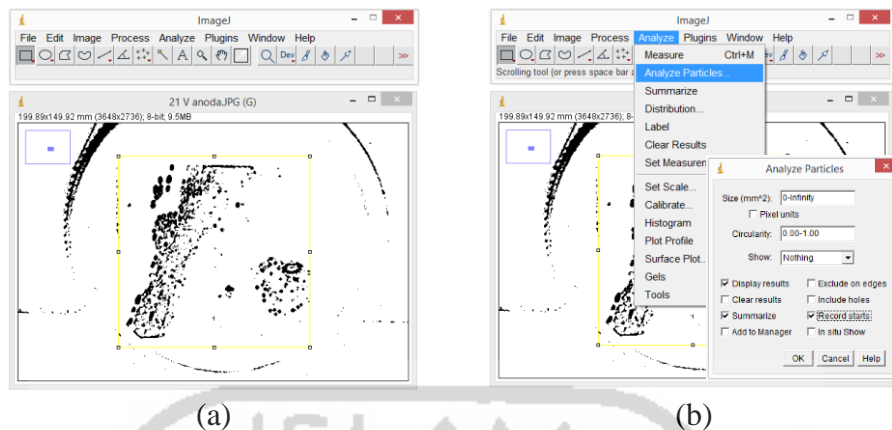 ImageJ
File Edit Image Process Analyze Plugins Window Help
Dev
>>
21 V anoda.JPG (G)
199.89x149.92 mm (3648x2736); 8-bit; 9.5MB
(a)
ImageJ
File Edit Image Process Analyze Plugins Window Help
>>
Scrolling tool (or press space bar a
Measure Ctrl+M
Analyze Particles...
Summarize
Distribution...
Label
Clear Results
Set Measurem
Set Scale...
Calibrate...
Histogram
Plot Profile
Surface Plot..
Gels
Tools
199.89x149.92 mm (3648x2736); 8-
Analyze Particles
Size (mm^2): 0-Infinity
Pixel units
Circularity: 0.00-1.00
Show: Nothing
Display results Exclude on edges
Clear results Include holes
Summarize Record starts
Add to Manager In situ Show
OK Cancel Help
(b)